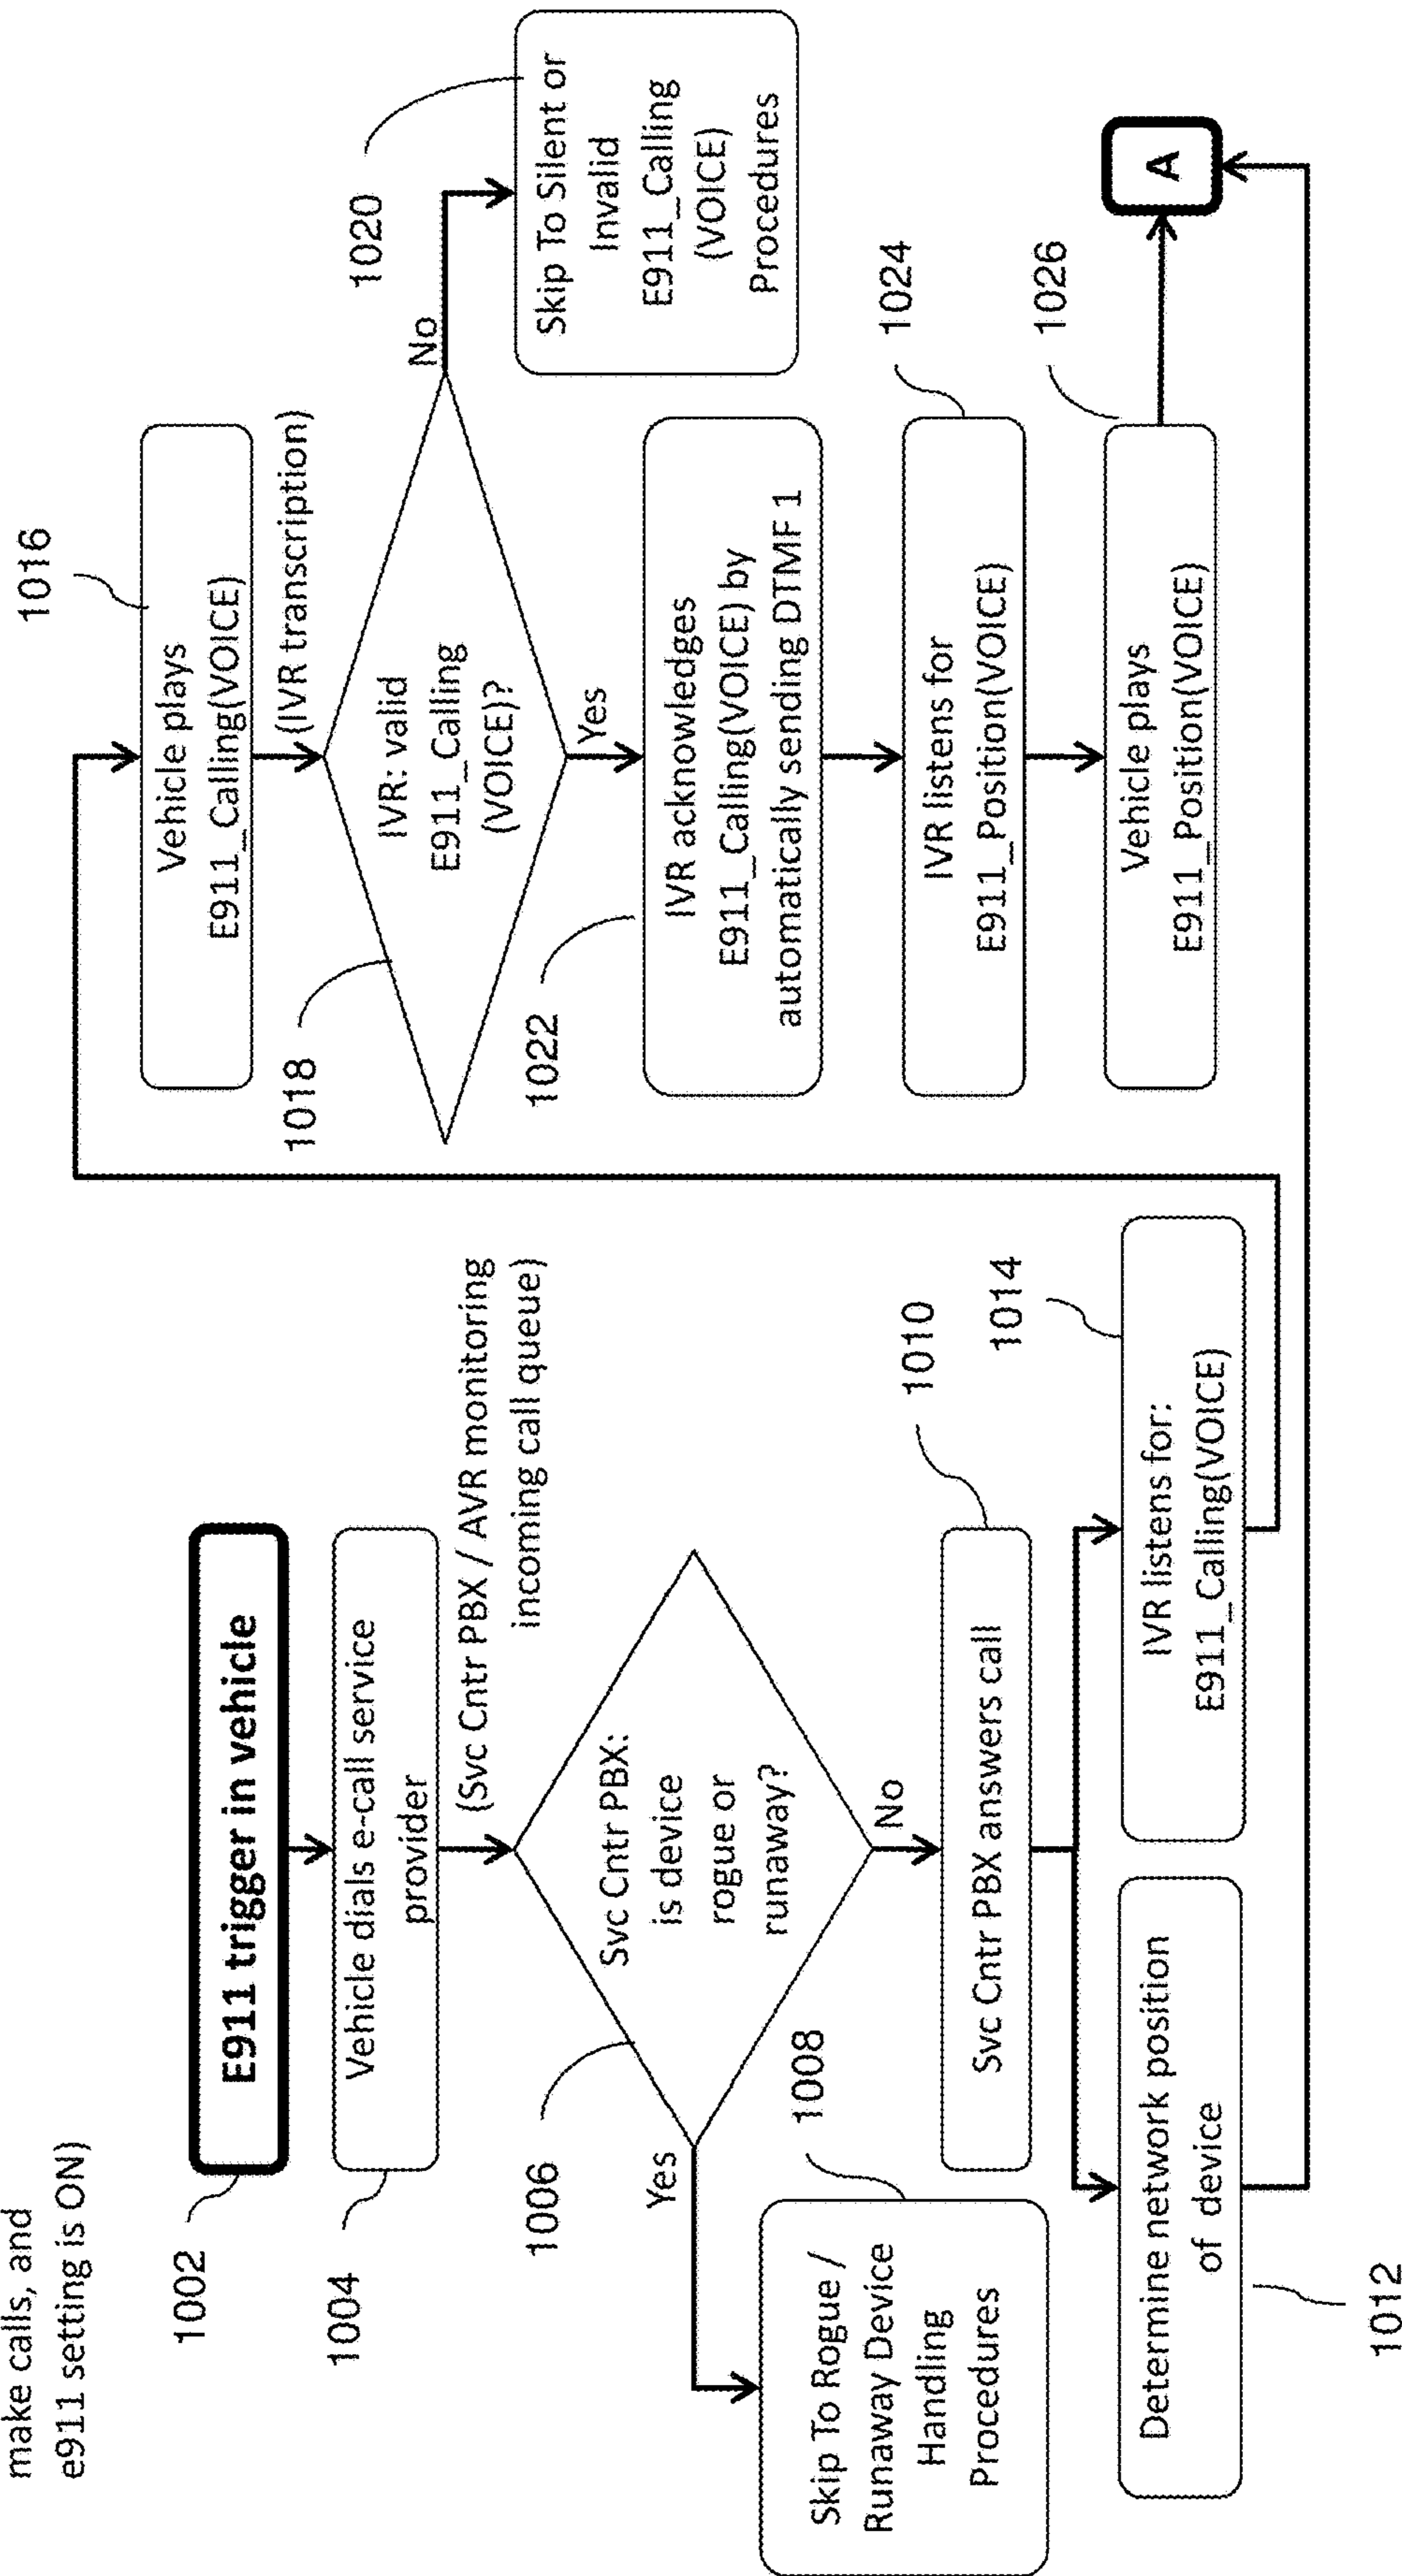 make calls, and
e911 setting is ON)
1002
E911 trigger in vehicle
1004
Vehicle dials e-call service
provider
(Svc Cntr PBX / AVR monitoring
incoming call queue)
1006
Svc Cntr PBX:
is device
rogue or
runaway?
Yes
1008
Skip To Rogue /
Runaway Device
Handling
Procedures
No
1010
Svc Cntr PBX answers call
1012
Determine network position
of device
1014
IVR listens for:
E911_Calling(VOICE)
1016
Vehicle plays
E911_Calling(VOICE)
(IVR transcription)
1018
IVR: valid
E911_Calling
(VOICE)?
No
1020
Skip To Silent or
Invalid
E911_Calling
(VOICE)
Procedures
Yes
1022
IVR acknowledges
E911_Calling(VOICE) by
automatically sending DTMF 1
1024
IVR listens for
E911_Position(VOICE)
1026
Vehicle plays
E911_Position(VOICE)
A